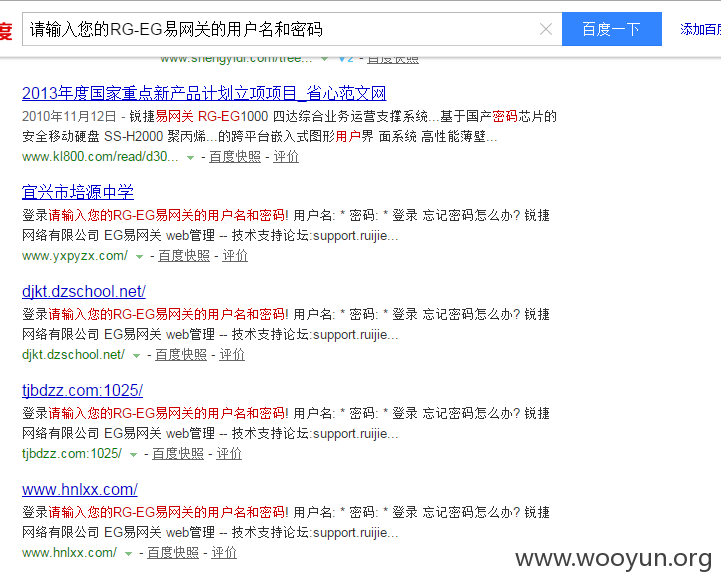 度 请输入您的RG-EG易网关的用户名和密码 百度一下 添加百度
www.shengyidi.com/tree... 2 - 百度快照
2013年度国家重点新产品计划立项项目_省心范文网
2010年11月12日 - 锐捷易网关 RG-EG1000 四达综合业务运营支撑系统...基于国产密码芯片的
安全移动硬盘 SS-H2000 聚丙烯...的跨平台嵌入式图形用户界 面系统 高性能薄壁...
www.kl800.com/read/d30... - 百度快照 - 评价
宜兴市培源中学
登录请输入您的RG-EG易网关的用户名和密码! 用户名: * 密码: * 登录 忘记密码怎么办? 锐捷
网络有限公司 EG易网关 web管理 -- 技术支持论坛:support.ruijie...
www.yxpyzx.com/ - 百度快照 - 评价
djkt.dzschool.net/
登录请输入您的RG-EG易网关的用户名和密码! 用户名: * 密码: * 登录 忘记密码怎么办? 锐捷
网络有限公司 EG易网关 web管理 -- 技术支持论坛:support.ruijie...
djkt.dzschool.net/ - 百度快照 - 评价
tjbdzz.com:1025/
登录请输入您的RG-EG易网关的用户名和密码! 用户名: * 密码: * 登录 忘记密码怎么办? 锐捷
网络有限公司 EG易网关 web管理 -- 技术支持论坛:support.ruijie...
tjbdzz.com:1025/ - 百度快照 - 评价
www.hnlxx.com/
登录请输入您的RG-EG易网关的用户名和密码! 用户名: * 密码: * 登录 忘记密码怎么办? 锐捷
网络有限公司 EG易网关 web管理 -- 技术支持论坛:support.ruijie...
www.hnlxx.com/ - 百度快照 - 评价
www.wooyun.org